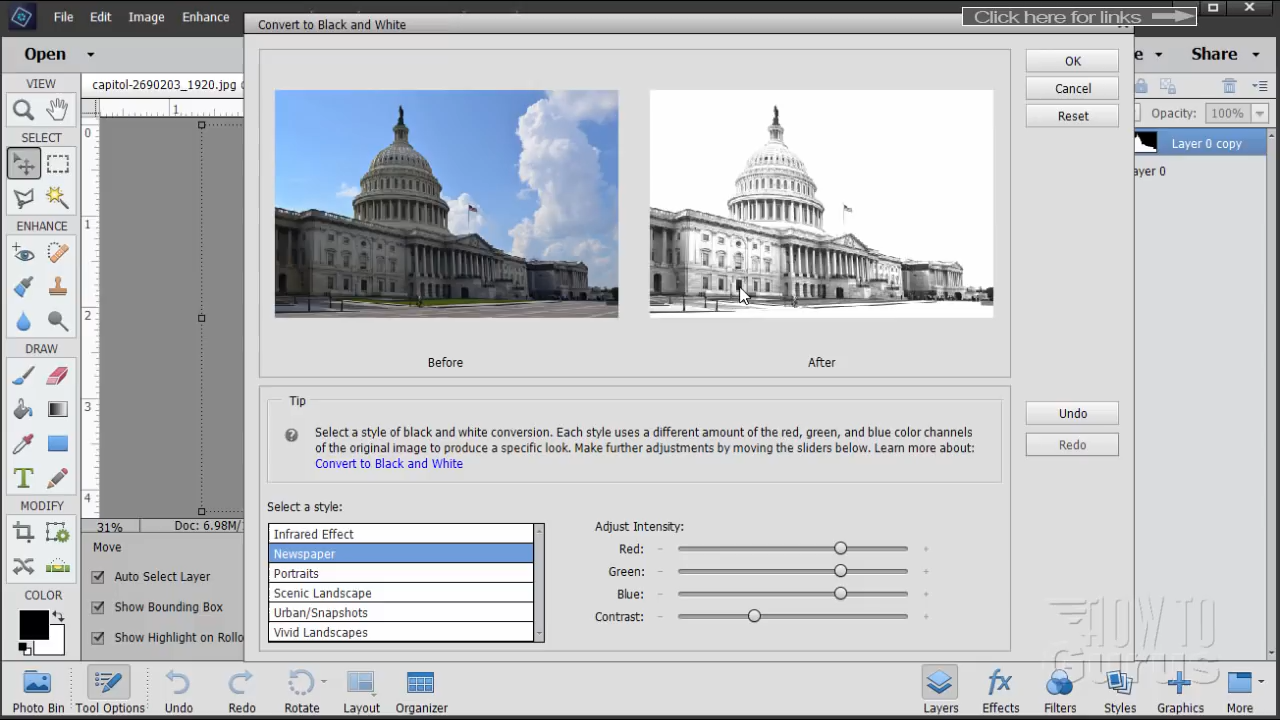 File Edit Image Enhance
Convert to Black and White
Click here for links
Open
Share
VIEW
capitol-2690203_1920.jpg
OK
Cancel
Reset
Opacity: 100%
1
0
SELECT
Layer 0 copy
ayer 0
ENHANCE
1
2
DRAW
3
Before
After
Tip
Undo
Select a style of black and white conversion. Each style uses a different amount of the red, green, and blue color channels
of the original image to produce a specific look. Make further adjustments by moving the sliders below. Learn more about:
Convert to Black and White
Redo
T
4
MODIFY
Select a style:
31% Doc: 6.98M/
Adjust Intensity:
Infrared Effect
Newspaper
Portraits
Scenic Landscape
Urban/Snapshots
Vivid Landscapes
Red:
Green:
Blue:
Contrast:
Move
Auto Select Layer
Show Bounding Box
Show Highlight on Rollo
COLOR
HOW TO
Gurus
Photo Bin Tool Options Undo Redo Rotate Layout Organizer Layers Effects Filters Styles Graphics More